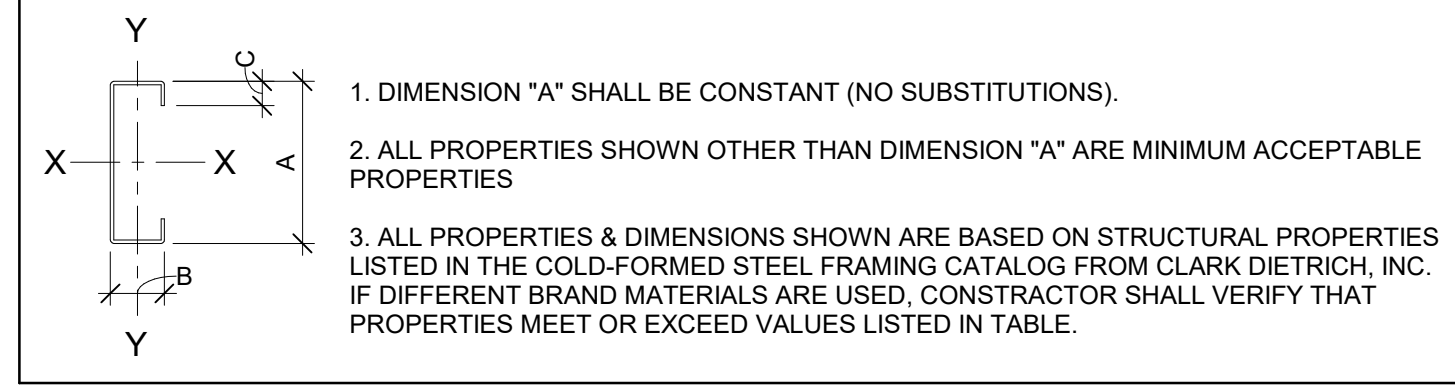 Y
C
X
X
A
B
Y
1. DIMENSION "A" SHALL BE CONSTANT (NO SUBSTITUTIONS).
2. ALL PROPERTIES SHOWN OTHER THAN DIMENSION "A" ARE MINIMUM ACCEPTABLE
PROPERTIES
3. ALL PROPERTIES & DIMENSIONS SHOWN ARE BASED ON STRUCTURAL PROPERTIES
LISTED IN THE COLD-FORMED STEEL FRAMING CATALOG FROM CLARK DIETRICH, INC.
IF DIFFERENT BRAND MATERIALS ARE USED, CONSTRACTOR SHALL VERIFY THAT
PROPERTIES MEET OR EXCEED VALUES LISTED IN TABLE.